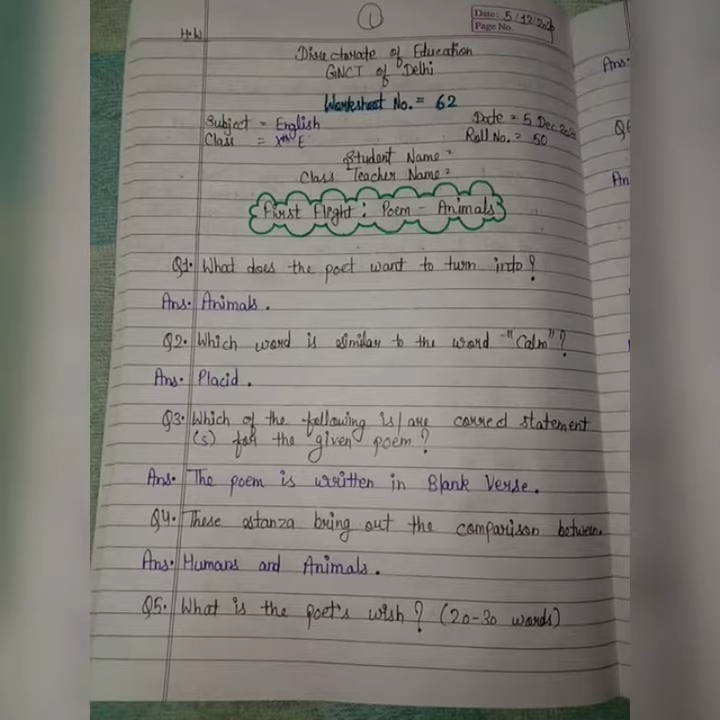 1
Date: 5/12/20
Page No.
H.W
Directorate of Education
GNCT of Delhi
Worksheet No. = 62
Subject = English
Date = 5 Dec 2020
Class = Xth E
Roll No. = 50
Student Name =
Class Teacher Name =
First Flight : Poem - Animals
Q1. What does the poet want to turn into?
Ans. Animals.
Q2. Which word is similar to the word "Calm"?
Ans. Placid.
Q3. Which of the following is/are correct statement
(s) for the given poem?
Ans. The poem is written in Blank Verse.
Q4. These stanza bring out the comparison between.
Ans. Humans and Animals.
Q5. What is the poet's wish? (20-30 words)
Ans.
Q6
An